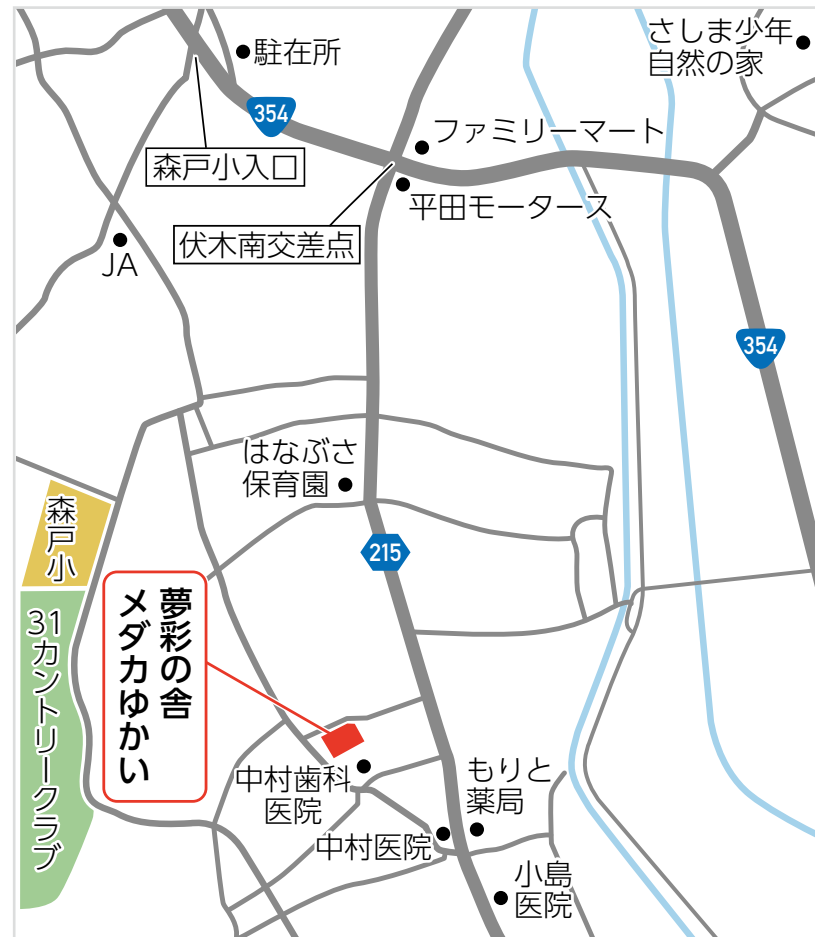 駐在所
さしま少年
自然の家
354
ファミリーマート
森戸小入口
平田モータース
伏木南交差点
JA
354
はなぶさ
保育園
森戸小
215
夢彩の舎
メダカゆかい
31カントリークラブ
中村歯科
医院
もりと
薬局
中村医院
小島
医院